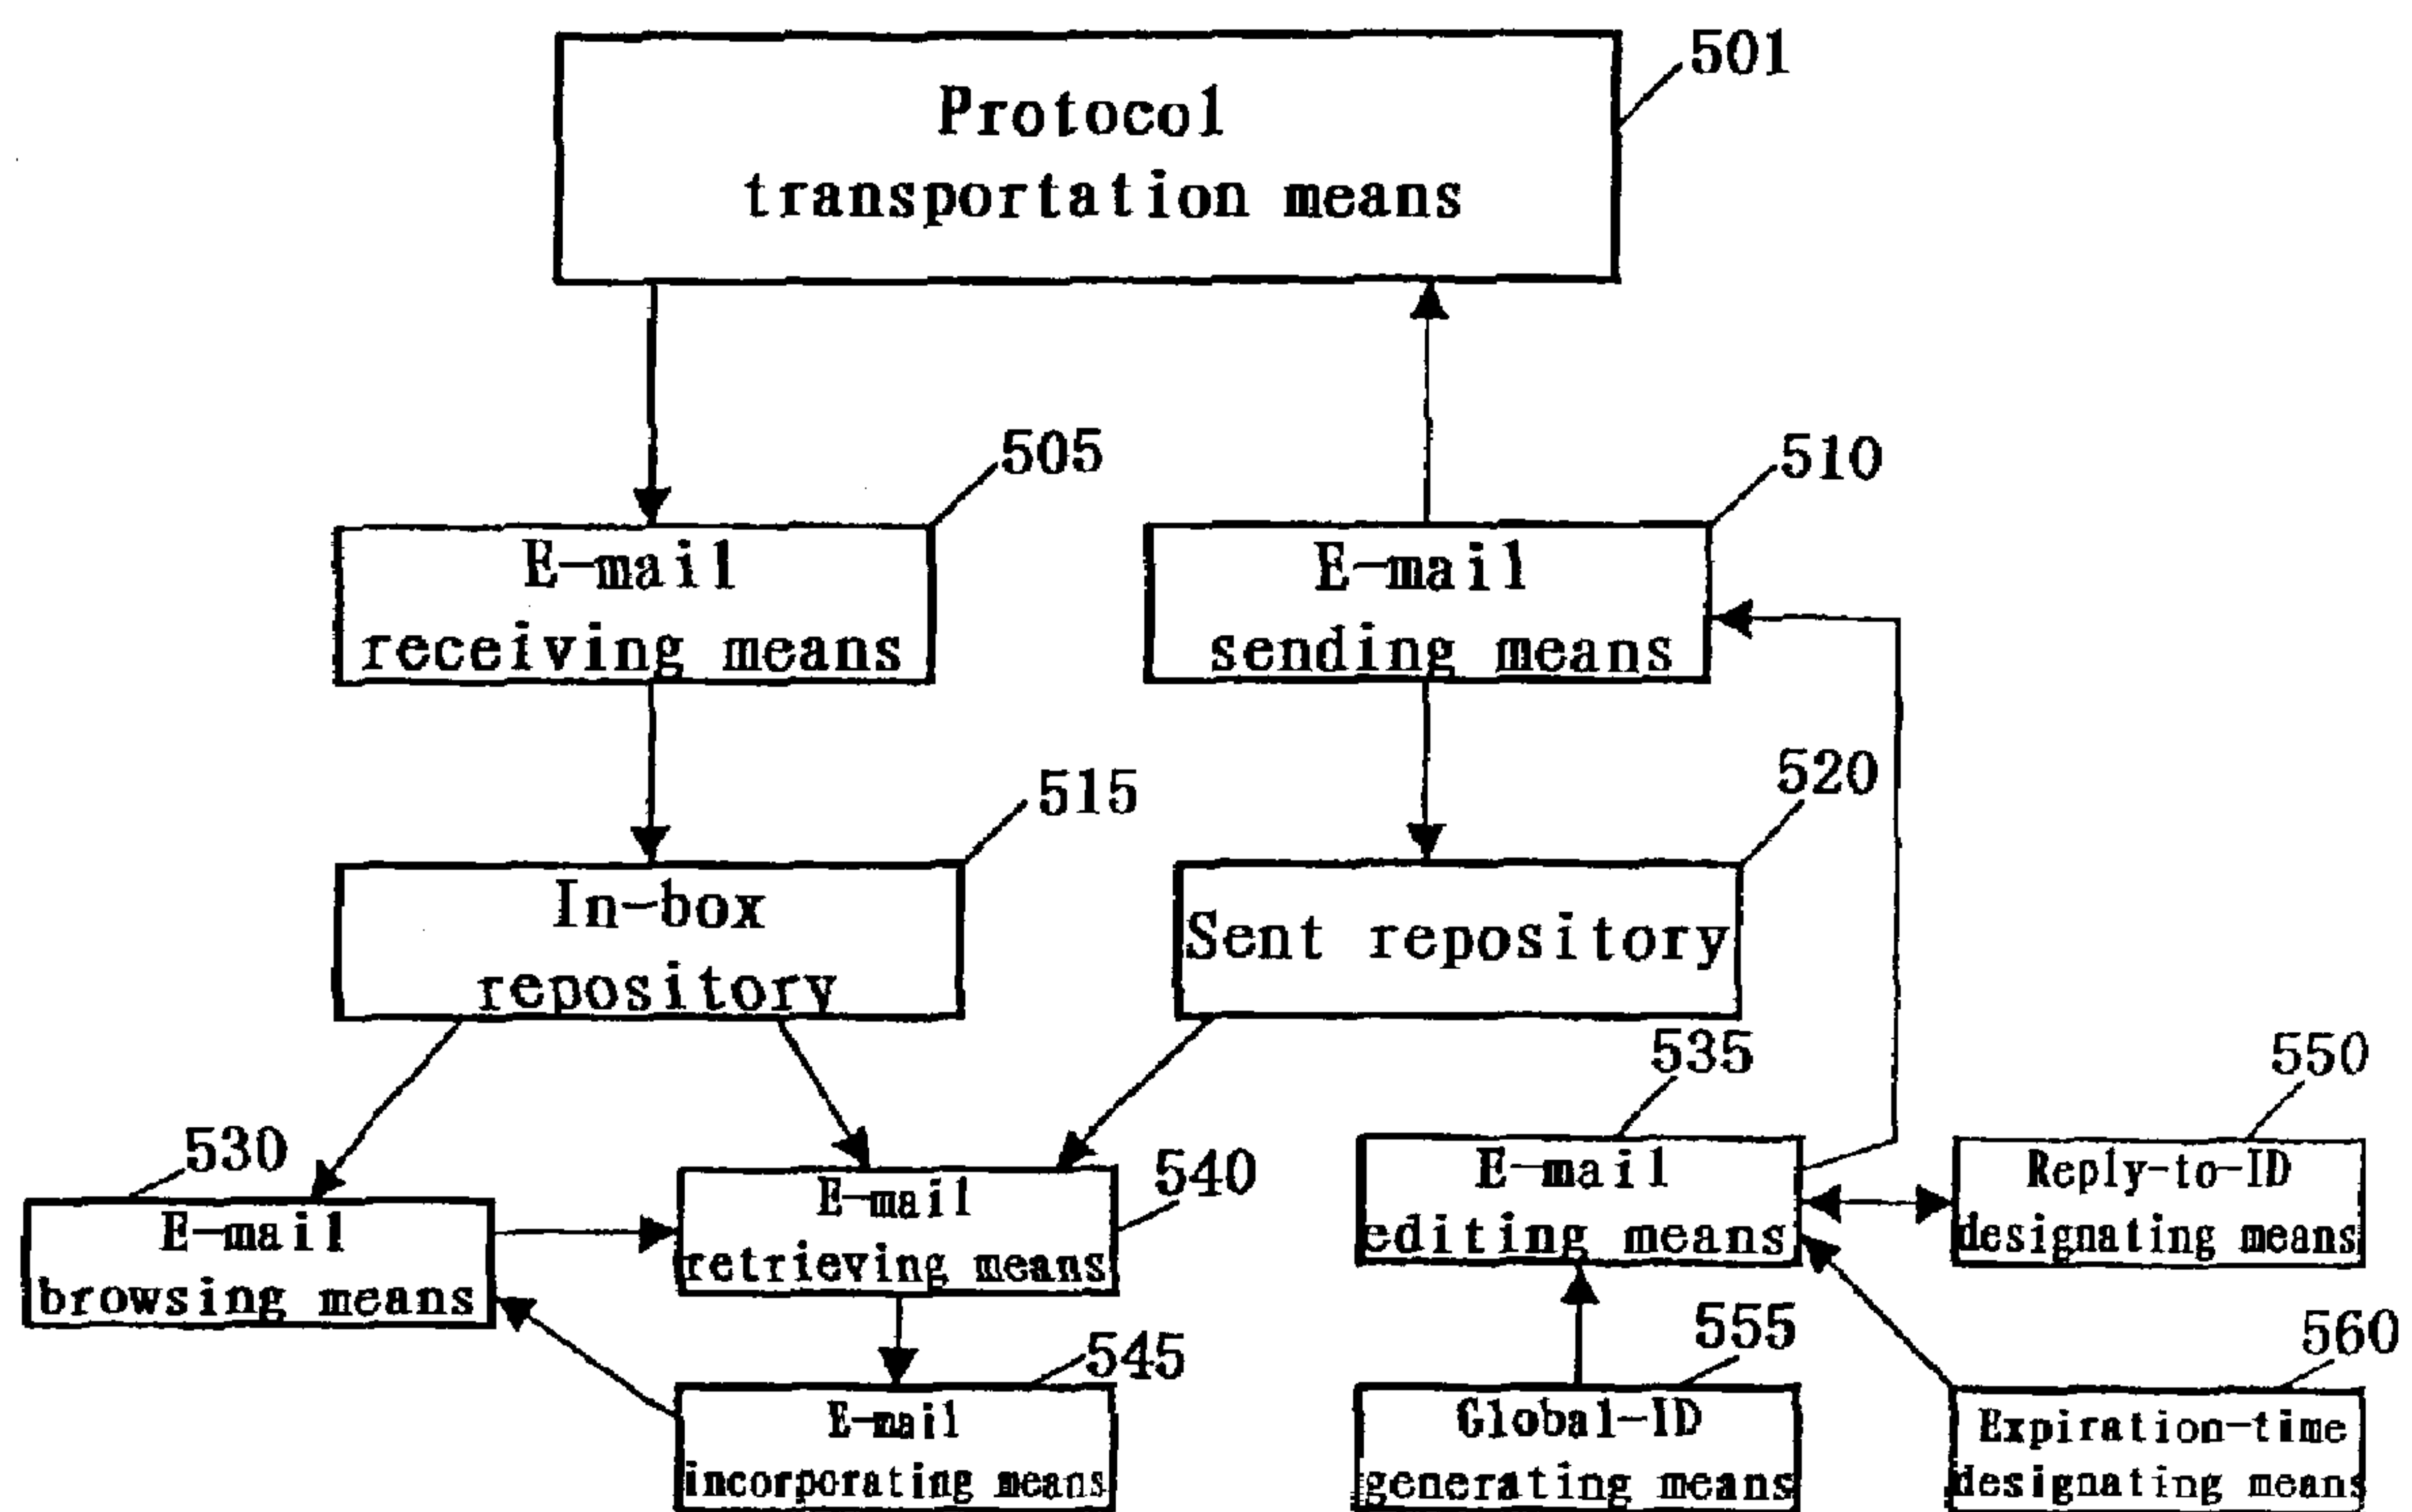 501
Protocol
transportation means
505
510
E-mail
receiving means
E-mail
sending means
515
520
In-box
repository
Sent repository
535
550
530
540
E-mail
browsing means
E-mail
retrieving means
E-mail
editing means
Reply-to-ID
designating means
545
555
560
E-mail
incorporating means
Global-ID
generating means
Expiration-time
designating means